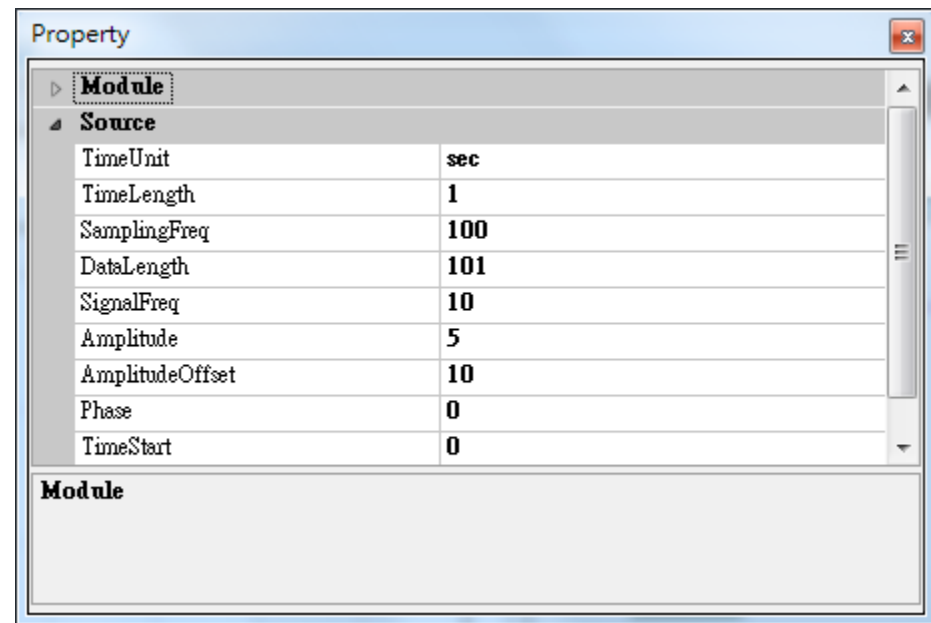 Property
Module
Source
TimeUnit sec
TimeLength 1
SamplingFreq 100
DataLength 101
SignalFreq 10
Amplitude 5
AmplitudeOffset 10
Phase 0
TimeStart 0
Module